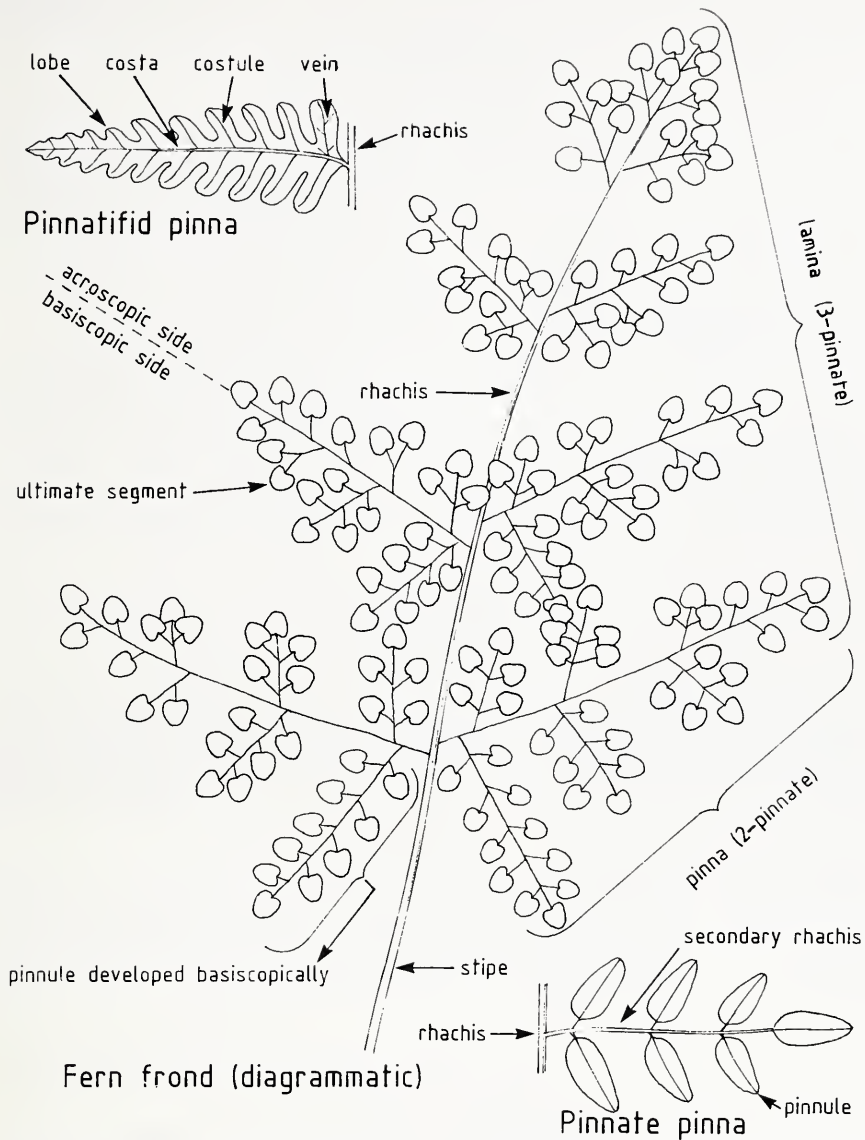 lobe costa costule vein
rhachis
Pinnatifid pinna
lamina (3-pinnate)
acroscopic side
basiscopic side
rhachis
ultimate segment
pinna (2-pinnate)
secondary rhachis
pinnule developed basiscopically
stipe
rhachis
Fern frond (diagrammatic)
pinnule
Pinnate pinna